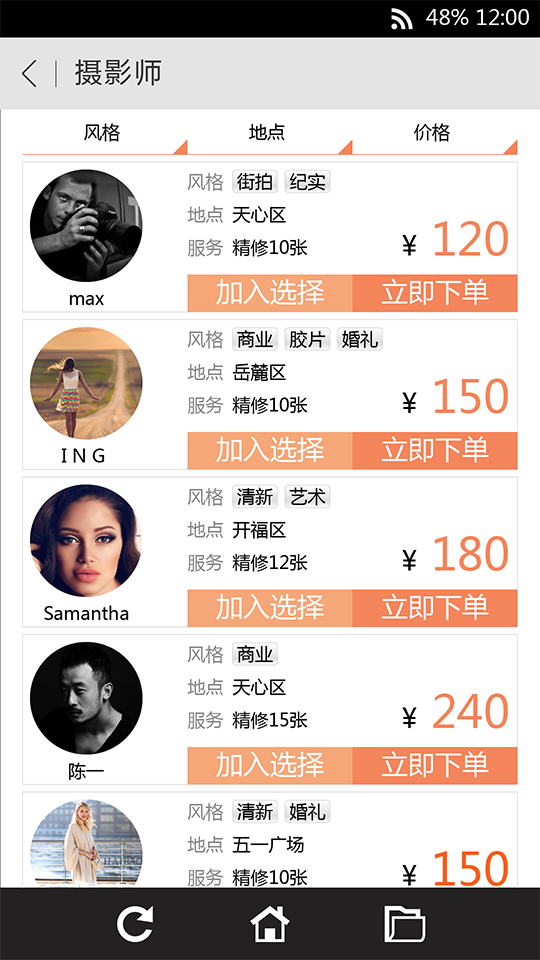 48% 12:00
摄影师
风格 地点 价格
风格 街拍 纪实
地点 天心区
服务 精修10张
¥ 120
max
加入选择 立即下单
风格 商业 胶片 婚礼
地点 岳麓区
服务 精修10张
¥ 150
I N G
加入选择 立即下单
风格 清新 艺术
地点 开福区
服务 精修12张
¥ 180
Samantha
加入选择 立即下单
风格 商业
地点 天心区
服务 精修15张
¥ 240
陈一
加入选择 立即下单
风格 清新 婚礼
地点 五一广场
服务 精修10张
¥ 150